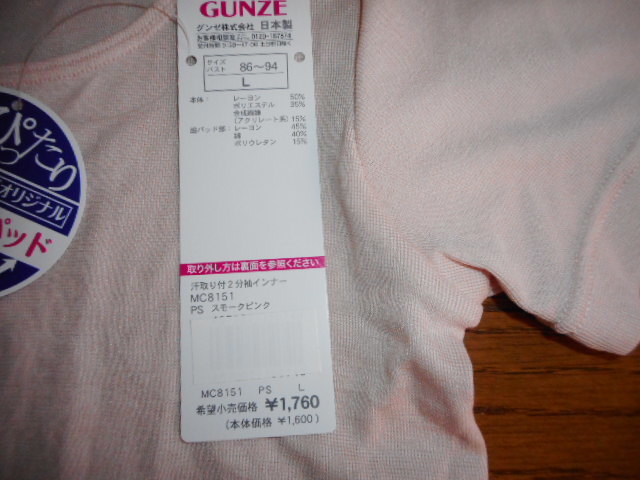 GUNZE
グンゼ株式会社 日本製
サイズ
バスト
86〜94
L
本体: レーヨン 50%
ポリエステル 35%
合成繊維
(アクリレート系) 15%
レーヨン 45%
綿 40%
ポリウレタン 15%
取り外し方は裏面を参照ください
汗取り付2分袖インナー
MC8151
PS スモークピンク
MC8151 PS L
希望小売価格 ¥1,760
(本体価格 ¥1,600)
ぴったり
オリジナル
パッド